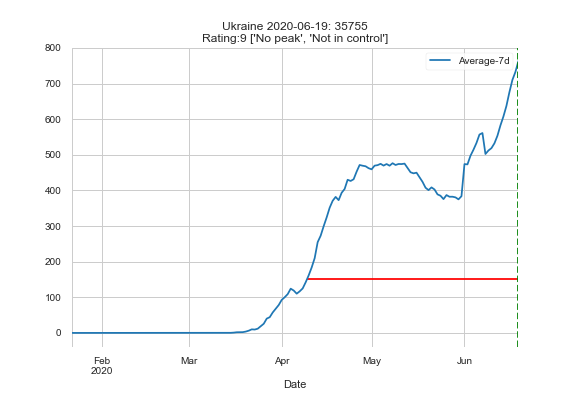 Ukraine 2020-06-19: 35755
Rating:9 ['No peak', 'Not in control']
Average-7d
800
700
600
500
400
300
200
100
0
Feb Mar Apr May Jun
2020
Date